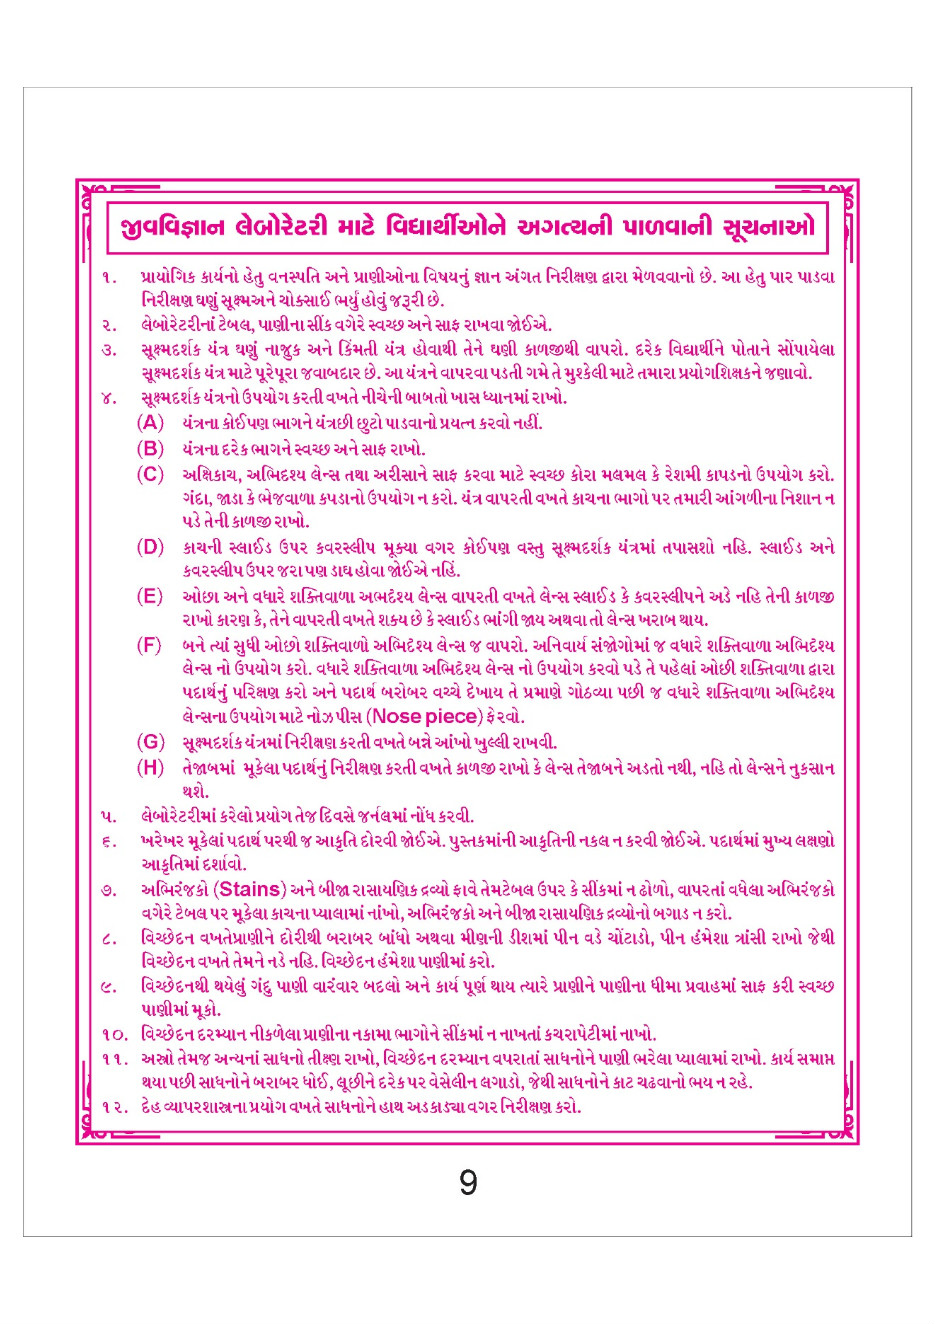 જીવવિજ્ઞાન લેબોરેટરી માટે વિદ્યાર્થીઓને અગત્યની પાળવાની સૂચનાઓ
૧. પ્રાયોગિક કાર્યનો હેતુ વનસ્પતિ અને પ્રાણીઓના વિષયનું જ્ઞાન અંગત નિરીક્ષણ દ્વારા મેળવવાનો છે. આ હેતુ પાર પાડવા
નિરીક્ષણ ઘણું સૂક્ષ્મઅને ચોક્સાઈ ભર્યું હોવું જરૂરી છે.
૨. લેબોરેટરીનાં ટેબલ, પાણીના સીંક વગેરે સ્વચ્છ અને સાફ રાખવા જોઈએ.
૩. સૂક્ષ્મદર્શક યંત્ર ઘણું નાજુક અને કિંમતી યંત્ર હોવાથી તેને ઘણી કાળજીથી વાપરો. દરેક વિદ્યાર્થીને પોતાને સોંપાયેલા
સૂક્ષ્મદર્શક યંત્ર માટે પૂરેપૂરા જવાબદાર છે. આ યંત્રને વાપરવા પડતી ગમે તે મુશ્કેલી માટે તમારા પ્રયોગશિક્ષકને જણાવો.
૪. સૂક્ષ્મદર્શક યંત્રનો ઉપયોગ કરતી વખતે નીચેની બાબતો ખાસ ધ્યાનમાં રાખો.
(A) યંત્રના કોઈપણ ભાગને યંત્રછી છુટો પાડવાનો પ્રયત્ન કરવો નહીં.
(B) યંત્રના દરેક ભાગને સ્વચ્છ અને સાફ રાખો.
(C) અક્ષિકાચ, અભિદશ્ય લેન્સ તથા અરીસાને સાફ કરવા માટે સ્વચ્છ કોરા મલમલ કે રેશમી કાપડનો ઉપયોગ કરો.
ગંદા, જાડા કે ભેજવાળા કપડાનો ઉપયોગ ન કરો. યંત્ર વાપરતી વખતે કાચના ભાગો પર તમારી આંગળીના નિશાન ન
પડે તેની કાળજી રાખો.
(D) કાચની સ્લાઈડ ઉપર કવરસ્લીપ મૂક્યા વગર કોઈપણ વસ્તુ સૂક્ષ્મદર્શક યંત્રમાં તપાસશો નહિ. સ્લાઈડ અને
કવરસ્લીપ ઉપર જરા પણ ડાઘ હોવા જોઈએ નહિં.
(E) ઓછા અને વધારે શક્તિવાળા અભદેશ્ય લેન્સ વાપરતી વખતે લેન્સ સ્લાઈડ કે કવરસ્લીપને અડે નહિ તેની કાળજી
રાખો કારણ કે, તેને વાપરતી વખતે શક્ય છે કે સ્લાઈડ ભાંગી જાય અથવા તો લેન્સ ખરાબ થાય.
(F) બને ત્યાં સુધી ઓછો શક્તિવાળો અભિદેશ્ય લેન્સ જ વાપરો. અનિવાર્ય સંજોગોમાં જ વધારે શક્તિવાળા અભિદેશ્ય
લેન્સ નો ઉપયોગ કરો. વધારે શક્તિવાળા અભિદેશ્ય લેન્સ નો ઉપયોગ કરવો પડે તે પહેલાં ઓછી શક્તિવાળા દ્વારા
પદાર્થનું પરિક્ષણ કરો અને પદાર્થ બરોબર વચ્ચે દેખાય તે પ્રમાણે ગોઠવ્યા પછી જ વધારે શક્તિવાળા અભિદેશ્ય
લેન્સના ઉપયોગ માટે નોઝ પીસ (Nose piece) ફેરવો.
(G) સૂક્ષ્મદર્શક યંત્રમાં નિરીક્ષણ કરતી વખતે બન્ને આંખો ખુલ્લી રાખવી.
(H) તેજાબમાં મૂકેલા પદાર્થનું નિરીક્ષણ કરતી વખતે કાળજી રાખો કે લેન્સ તેજાબને અડતો નથી, નહિ તો લેન્સને નુકસાન
થશે.
૫. લેબોરેટરીમાં કરેલો પ્રયોગ તેજ દિવસે જર્નલમાં નોંધ કરવી.
૬. ખરેખર મૂકેલાં પદાર્થ પરથી જ આકૃતિ દોરવી જોઈએ. પુસ્તકમાંની આકૃતિની નકલ ન કરવી જોઈએ. પદાર્થમાં મુખ્ય લક્ષણો
આકૃતિમાં દર્શાવો.
૭. અભિરંજકો (Stains) અને બીજા રાસાયણિક દ્રવ્યો ફાવે તેમટેબલ ઉપર કે સીંકમાં ન ઢોળો, વાપરતાં વધેલા અભિરંજકો
વગેરે ટેબલ પર મૂકેલા કાચના પ્યાલામાં નાંખો, અભિરંજકો અને બીજા રાસાયણિક દ્રવ્યોનો બગાડ ન કરો.
૮. વિચ્છેદન વખતેપ્રાણીને દોરીથી બરાબર બાંધો અથવા મીણની ડીશમાં પીન વડે ચોંટાડો, પીન હંમેશા ત્રાંસી રાખો જેથી
વિચ્છેદન વખતે તેમને નડે નહિ. વિચ્છેદન હંમેશા પાણીમાં કરો.
૯. વિચ્છેદનથી થયેલું ગંદુ પાણી વારંવાર બદલો અને કાર્ય પૂર્ણ થાય ત્યારે પ્રાણીને પાણીના ધીમા પ્રવાહમાં સાફ કરી સ્વચ્છ
પાણીમાં મૂકો.
૧૦. વિચ્છેદન દરમ્યાન નીકળેલા પ્રાણીના નકામા ભાગોને સીંકમાં ન નાખતાં કચરાપેટીમાં નાખો.
૧૧. અસ્ત્રો તેમજ અન્યનાં સાધનો તીક્ષ્ણ રાખો, વિચ્છેદન દરમ્યાન વપરાતાં સાધનોને પાણી ભરેલા પ્યાલામાં રાખો. કાર્ય સમાપ્ત
થયા પછી સાધનોને બરાબર ધોઈ, લૂછીને દરેક પર વેસેલીન લગાડો, જેથી સાધનોને કાટ ચઢવાનો ભય ન રહે.
૧૨. દેહ વ્યાપરશાસ્ત્રના પ્રયોગ વખતે સાધનોને હાથ અડકાડ્યા વગર નિરીક્ષણ કરો.
9